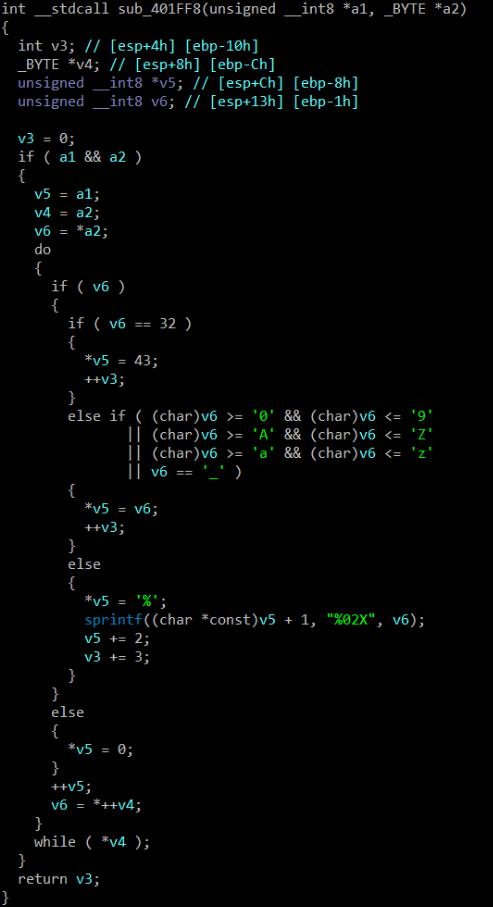 int __stdcall sub_401FF8(unsigned __int8 *a1, _BYTE *a2)
{
  int v3; // [esp+4h] [ebp-10h]
  _BYTE *v4; // [esp+8h] [ebp-Ch]
  unsigned __int8 *v5; // [esp+Ch] [ebp-8h]
  unsigned __int8 v6; // [esp+13h] [ebp-1h]

  v3 = 0;
  if ( a1 && a2 )
  {
    v5 = a1;
    v4 = a2;
    v6 = *a2;
    do
    {
      if ( v6 )
      {
        if ( v6 == 32 )
        {
          *v5 = 43;
          ++v3;
        }
        else if ( (char)v6 >= '0' && (char)v6 <= '9'
               || (char)v6 >= 'A' && (char)v6 <= 'Z'
               || (char)v6 >= 'a' && (char)v6 <= 'z'
               || v6 == '_' )
        {
          *v5 = v6;
          ++v3;
        }
        else
        {
          *v5 = '%';
          sprintf((char *const)v5 + 1, "%02X", v6);
          v5 += 2;
          v3 += 3;
        }
      }
      else
      {
        *v5 = 0;
      }
      ++v5;
      v6 = *++v4;
    }
    while ( *v4 );
  }
  return v3;
}